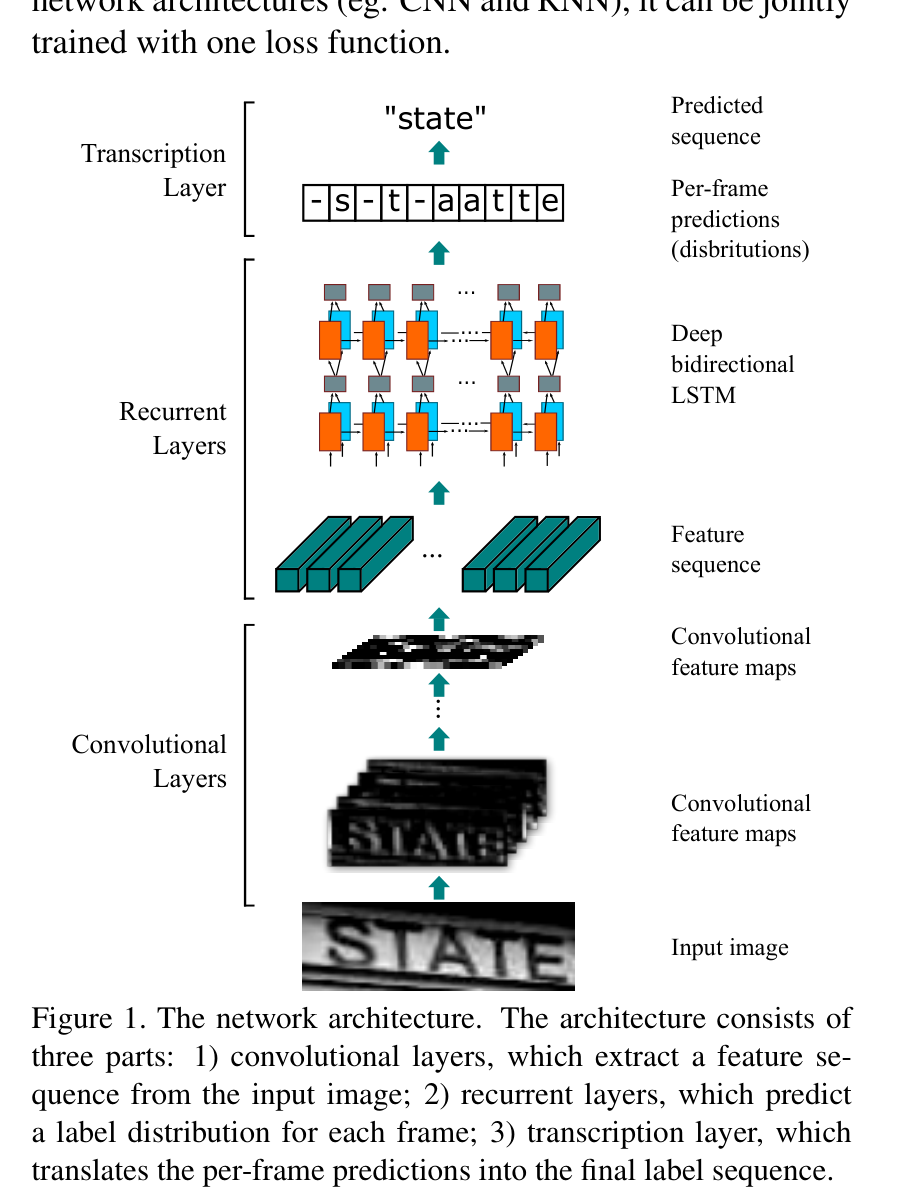 network architectures (eg. CNN and RNN), it can be jointly
trained with one loss function.
Transcription
Layer
"state"
Predicted
sequence
-s-t-aatte
Per-frame
predictions
(disbritutions)
Recurrent
Layers
...
...
...
...
Deep
bidirectional
LSTM
...
Feature
sequence
Convolutional
Layers
Convolutional
feature maps
STATE
Convolutional
feature maps
STATE
Input image
Figure 1. The network architecture. The architecture consists of
three parts: 1) convolutional layers, which extract a feature se-
quence from the input image; 2) recurrent layers, which predict
a label distribution for each frame; 3) transcription layer, which
translates the per-frame predictions into the final label sequence.